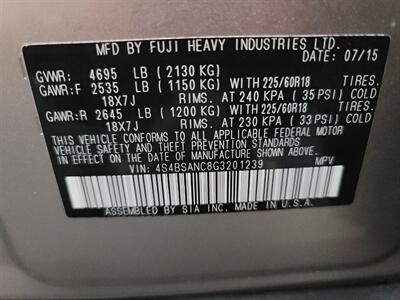 MFD BY FUJI HEAVY INDUSTRIES LTD.
DATE: 07/15
GVWR: 4695 LB (2130 KG)
GAWR:F 2535 LB (1150 KG) WITH 225/60R18 TIRES.
18X7J RIMS. AT 240 KPA (35 PSI) COLD
GAWR:R 2645 LB (1200 KG) WITH 225/60R18 TIRES.
18X7J RIMS. AT 230 KPA (33 PSI) COLD
THIS VEHICLE CONFORMS TO ALL APPLICABLE FEDERAL MOTOR
VEHICLE SAFETY AND THEFT PREVENTION STANDARDS
IN EFFECT ON THE DATE OF MANUFACTURE SHOWN ABOVE.
VIN: 4S4BSANC8G3201239 MPV
ASSEMBLED BY SIA INC. MADE IN U.S.A.